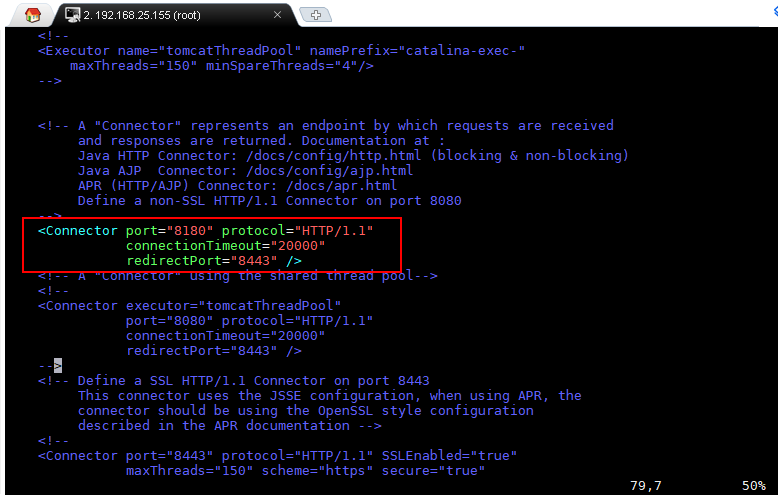 2. 192.168.25.155 (root)
<!--
<Executor name="tomcatThreadPool" namePrefix="catalina-exec-"
maxThreads="150" minSpareThreads="4"/>
-->
<!-- A "Connector" represents an endpoint by which requests are received
and responses are returned. Documentation at :
Java HTTP Connector: /docs/config/http.html (blocking & non-blocking)
Java AJP  Connector: /docs/config/ajp.html
APR (HTTP/AJP) Connector: /docs/apr.html
Define a non-SSL HTTP/1.1 Connector on port 8080
-->
<Connector port="8180" protocol="HTTP/1.1"
connectionTimeout="20000"
redirectPort="8443" />
<!-- A "Connector" using the shared thread pool-->
<!--
<Connector executor="tomcatThreadPool"
port="8080" protocol="HTTP/1.1"
connectionTimeout="20000"
redirectPort="8443" />
-->
<!-- Define a SSL HTTP/1.1 Connector on port 8443
This connector uses the JSSE configuration, when using APR, the
connector should be using the OpenSSL style configuration
described in the APR documentation -->
<!--
<Connector port="8443" protocol="HTTP/1.1" SSLEnabled="true"
maxThreads="150" scheme="https" secure="true"
79,7 50%